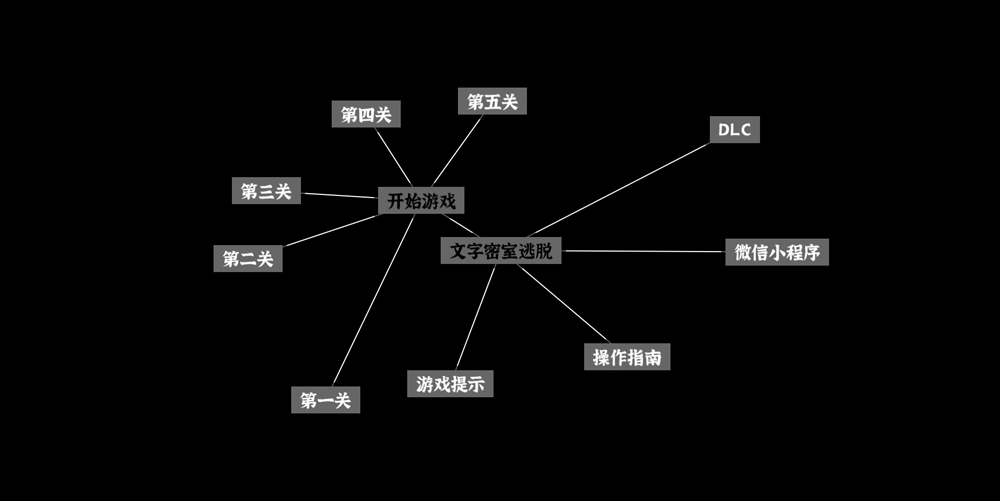 第五关
第四关
DLC
第三关
开始游戏
文字密室逃脱
微信小程序
第二关
操作指南
游戏提示
第一关